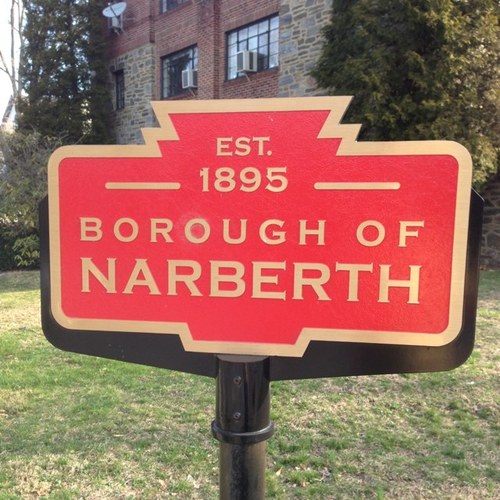 EST.
1895
BOROUGH OF
NARBERTH